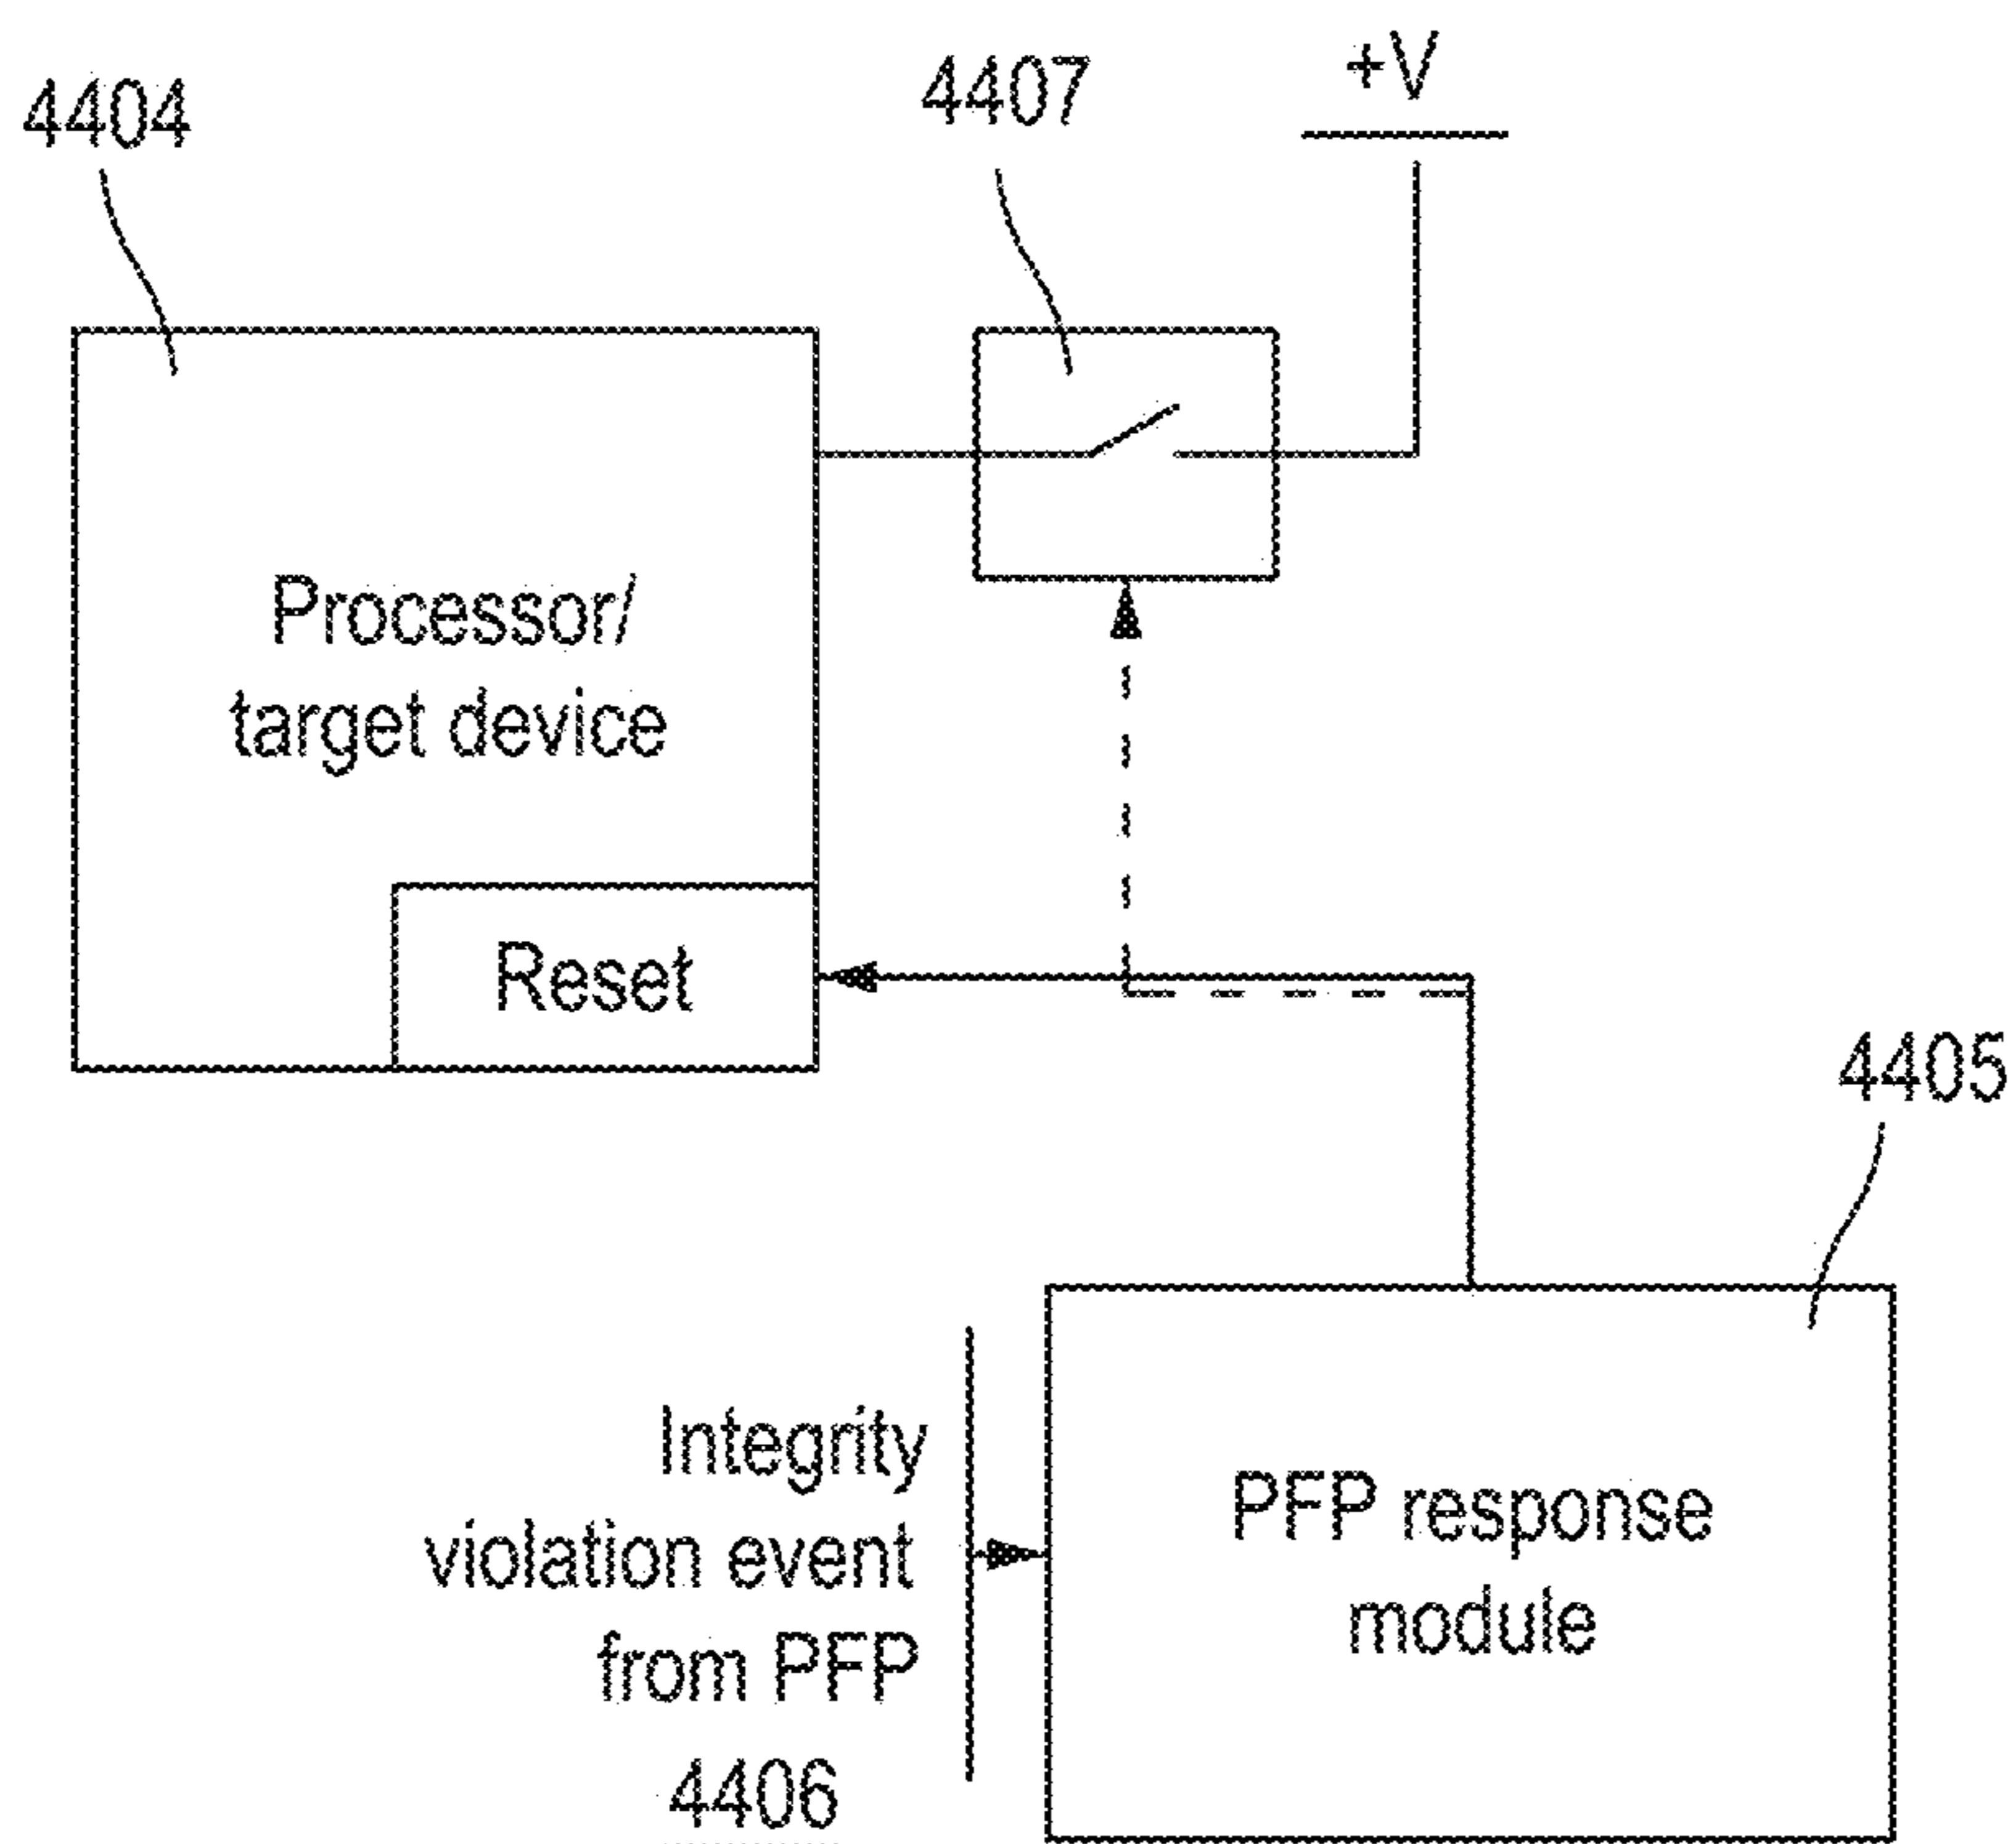 4404
4407
+V
Processor/
target device
Reset
4405
Integrity
violation event
from PFP
4406
PFP response
module